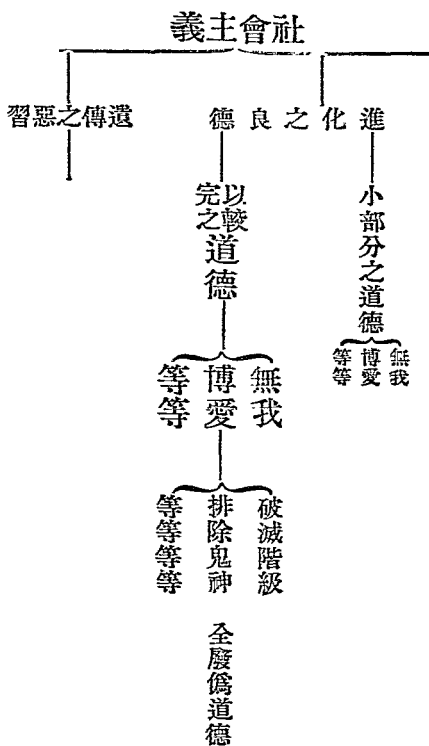 社會主義
進化之良德
小部分之道德
無我
博愛
等等
以較
完之
道德
無我
博愛
等等
破滅階級
排除鬼神
等等等等
全廢僞道德
遺傳之惡習